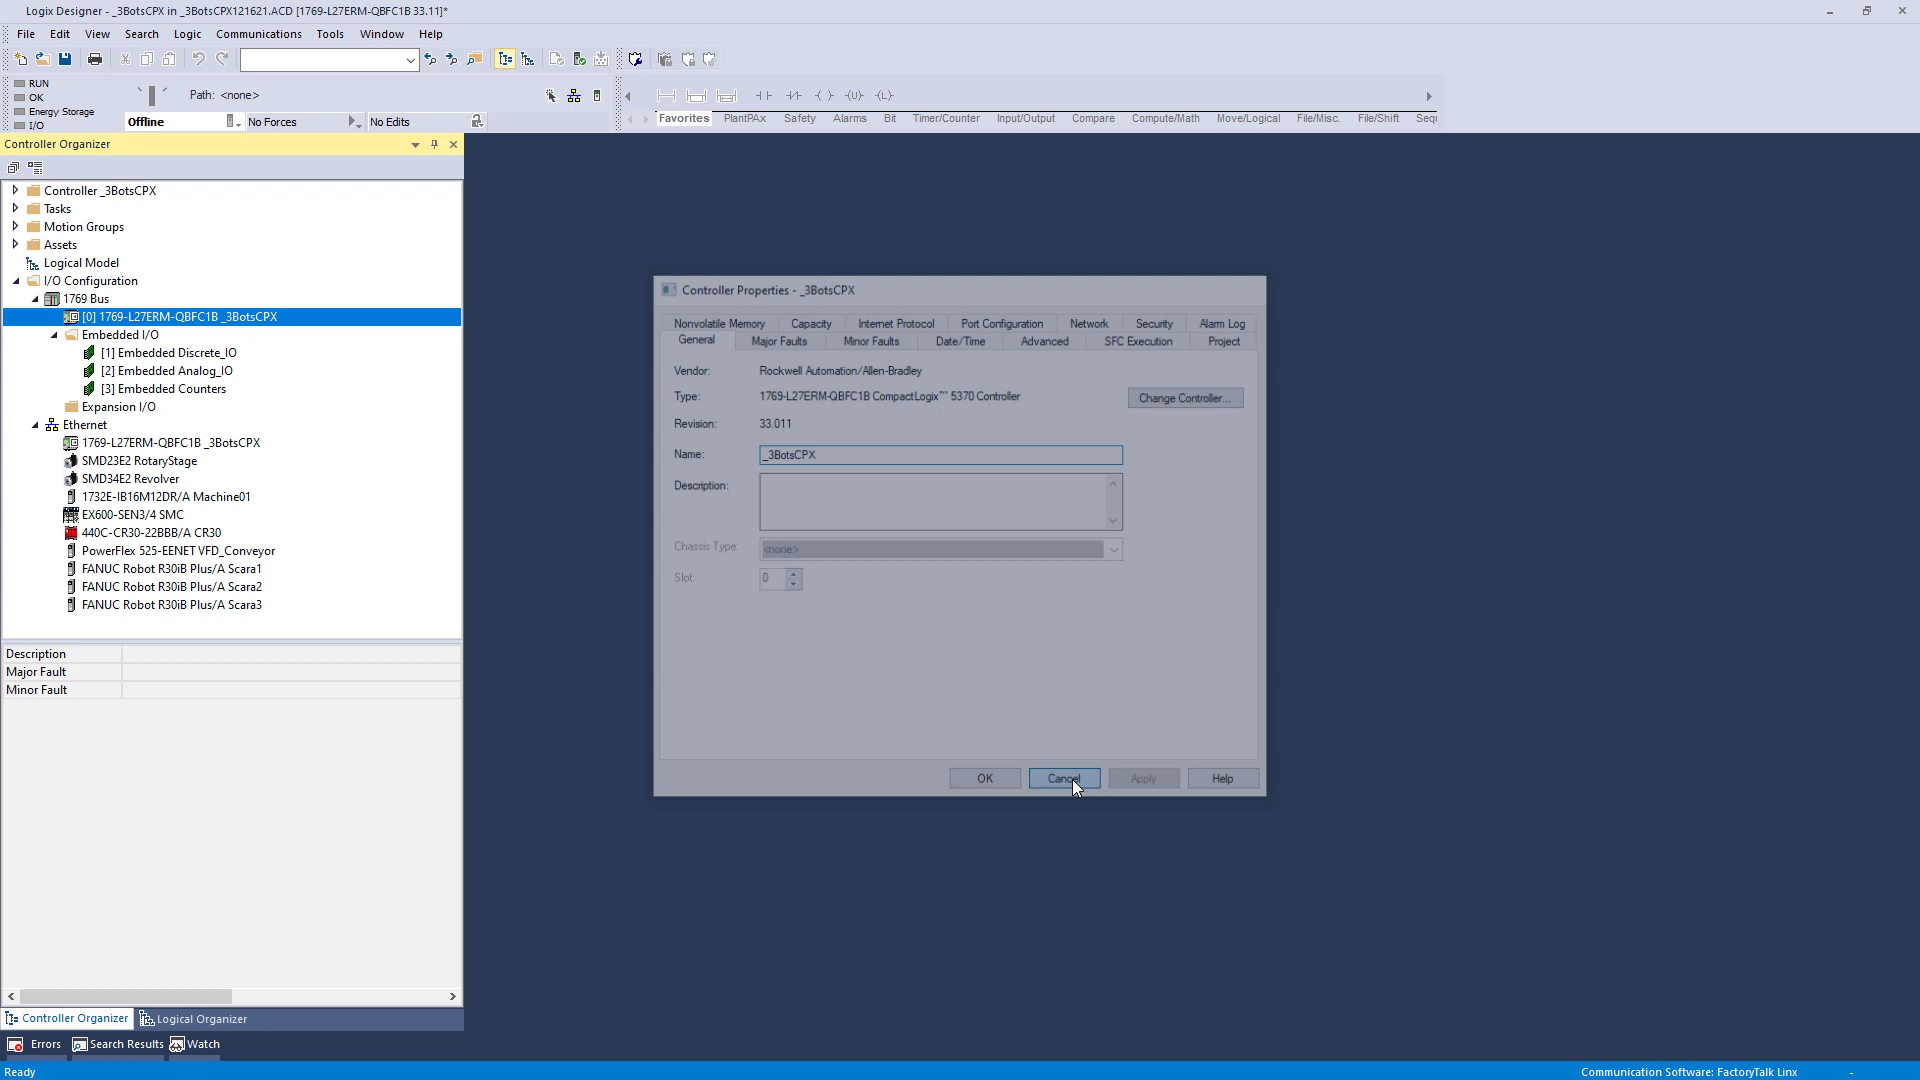 Logix Designer - _3BotsCPX in _3BotsCPX121621.ACD [1769-L27ERM-QBFC1B 33.11]*
File Edit View Search Logic Communications Tools Window Help
RUN
OK
Energy Storage
I/O
Path: <none>
Offline
No Forces
No Edits
Favorites PlantPAx Safety Alarms Bit Timer/Counter Input/Output Compare Compute/Math Move/Logical File/Misc. File/Shift Sequ
Controller Organizer
Controller _3BotsCPX
Tasks
Motion Groups
Assets
Logical Model
I/O Configuration
1769 Bus
[0] 1769-L27ERM-QBFC1B _3BotsCPX
Embedded I/O
[1] Embedded Discrete_IO
[2] Embedded Analog_IO
[3] Embedded Counters
Expansion I/O
Ethernet
1769-L27ERM-QBFC1B _3BotsCPX
SMD23E2 RotaryStage
SMD34E2 Revolver
1732E-IB16M12DR/A Machine01
EX600-SEN3/4 SMC
440C-CR30-22BBB/A CR30
PowerFlex 525-EENET VFD_Conveyor
FANUC Robot R30iB Plus/A Scara1
FANUC Robot R30iB Plus/A Scara2
FANUC Robot R30iB Plus/A Scara3
Description
Major Fault
Minor Fault
Controller Organizer
Logical Organizer
Controller Properties - _3BotsCPX
Nonvolatile Memory Capacity Internet Protocol Port Configuration Network Security Alarm Log
General Major Faults Minor Faults Date/Time Advanced SFC Execution Project
Vendor: Rockwell Automation/Allen-Bradley
Type: 1769-L27ERM-QBFC1B CompactLogix™ 5370 Controller
Change Controller...
Revision: 33.011
Name: _3BotsCPX
Description:
Chassis Type: <none>
Slot: 0
OK Cancel Apply Help
Errors Search Results Watch
Ready
Communication Software: FactoryTalk Linx -